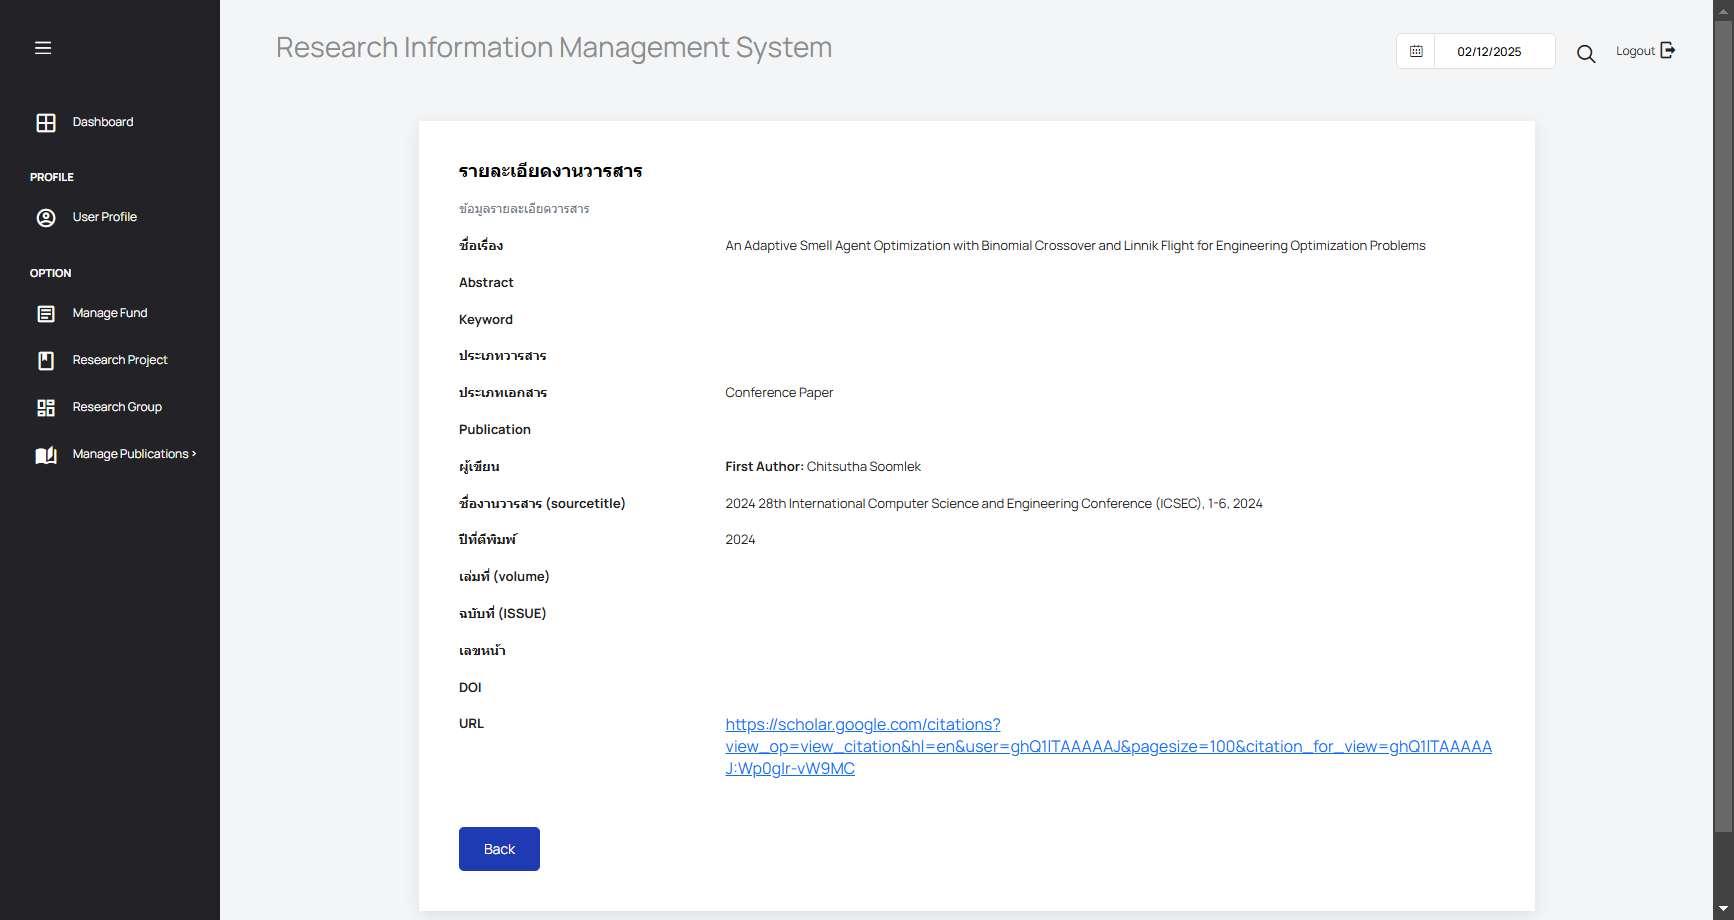 Research Information Management System
02/12/2025
Logout
Dashboard
PROFILE
User Profile
OPTION
Manage Fund
Research Project
Research Group
Manage Publications >
รายละเอียดงานวารสาร
ข้อมูลรายละเอียดวารสาร
ชื่อเรื่อง An Adaptive Smell Agent Optimization with Binomial Crossover and Linnik Flight for Engineering Optimization Problems
Abstract
Keyword
ประเภทวารสาร
ประเภทเอกสาร Conference Paper
Publication
ผู้เขียน First Author: Chitsutha Soomlek
ชื่องานวารสาร (sourcetitle) 2024 28th International Computer Science and Engineering Conference (ICSEC), 1-6, 2024
ปีที่ตีพิมพ์ 2024
เล่มที่ (volume)
ฉบับที่ (ISSUE)
เลขหน้า
DOI
URL https://scholar.google.com/citations?
view_op=view_citation&hl=en&user=ghQ1lTAAAAAJ&pagesize=100&citation_for_view=ghQ1lTAAAAA
J:Wp0gIr-vW9MC
Back